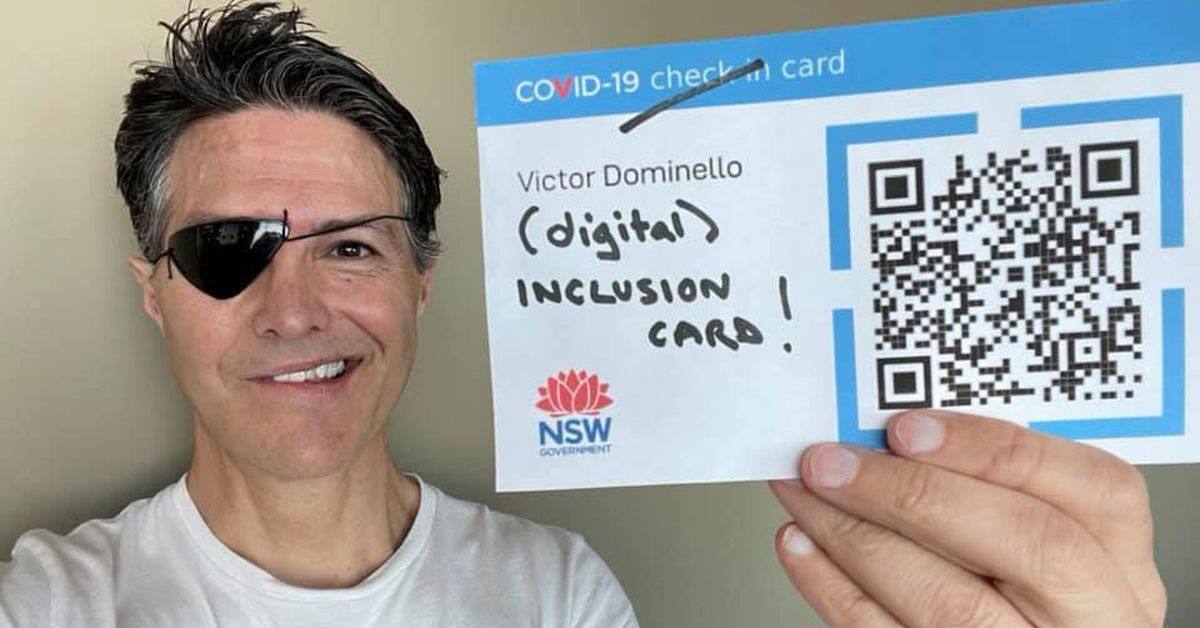 COVID-19 check-in card
Victor Dominello
(digital)
INCLUSION
CARD!
NSW
GOVERNMENT